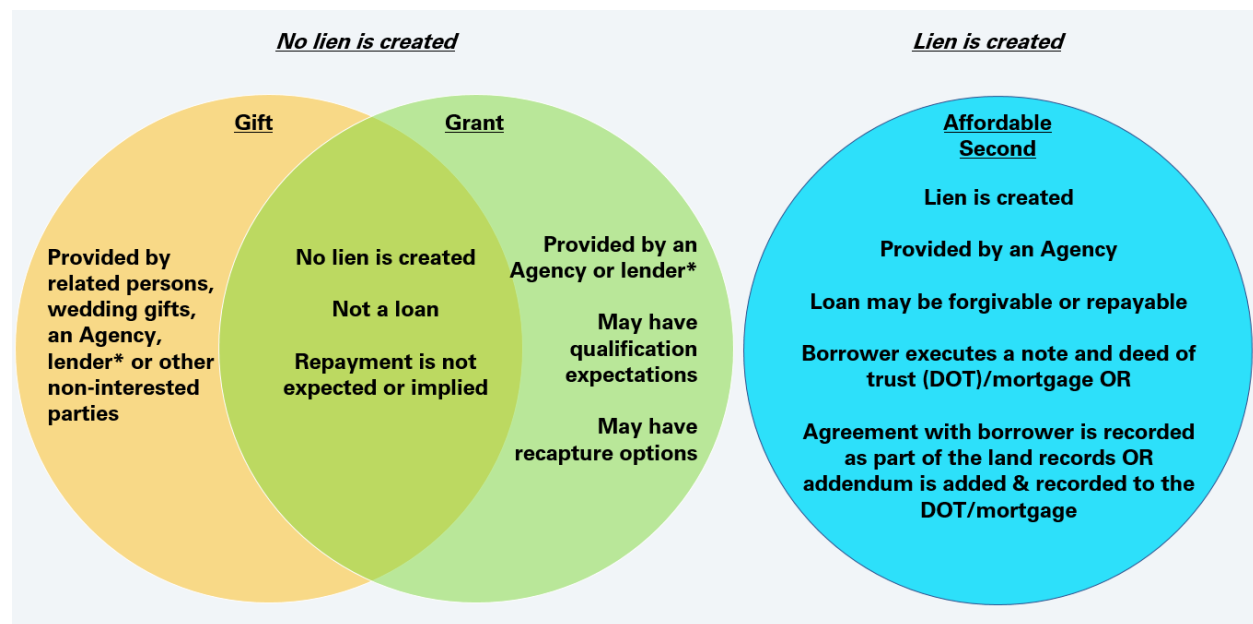 No lien is created
Lien is created
Gift
Grant
Provided by
related persons,
wedding gifts,
an Agency,
lender* or other
non-interested
parties
No lien is created
Not a loan
Repayment is not
expected or implied
Provided by an
Agency or lender*
May have
qualification
expectations
May have
recapture options
Affordable
Second
Lien is created
Provided by an Agency
Loan may be forgivable or repayable
Borrower executes a note and deed of
trust (DOT)/mortgage OR
Agreement with borrower is recorded
as part of the land records OR
addendum is added & recorded to the
DOT/mortgage